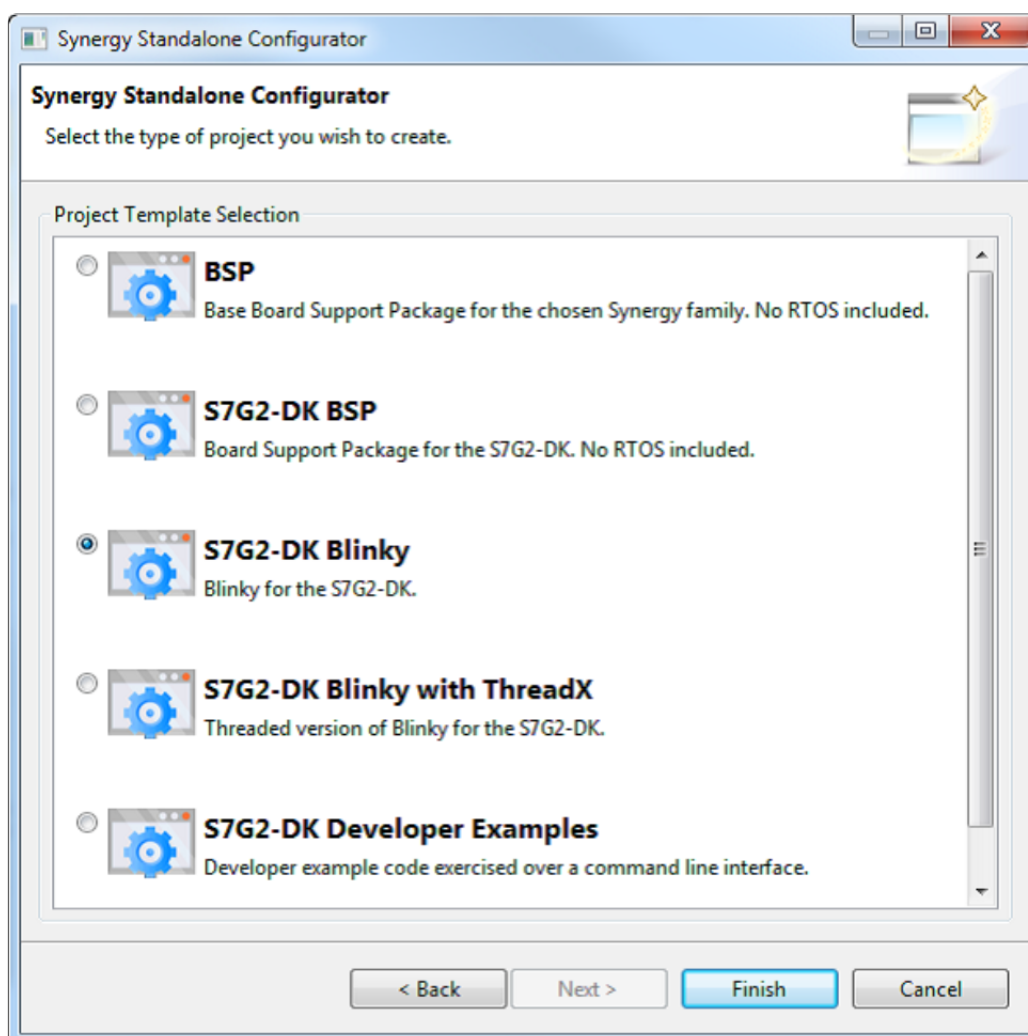 Synergy Standalone Configurator
Synergy Standalone Configurator
Select the type of project you wish to create.
Project Template Selection
BSP
Base Board Support Package for the chosen Synergy family. No RTOS included.
S7G2-DK BSP
Board Support Package for the S7G2-DK. No RTOS included.
S7G2-DK Blinky
Blinky for the S7G2-DK.
S7G2-DK Blinky with ThreadX
Threaded version of Blinky for the S7G2-DK.
S7G2-DK Developer Examples
Developer example code exercised over a command line interface.
< Back Next > Finish Cancel